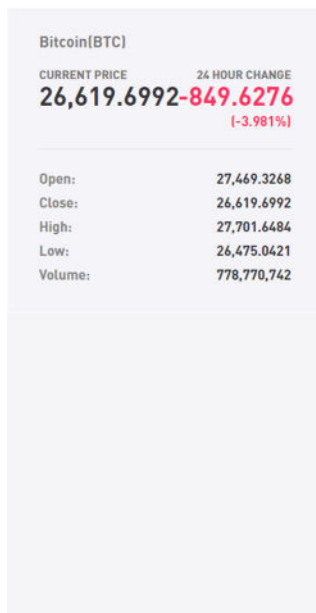 Bitcoin(BTC)
CURRENT PRICE 24 HOUR CHANGE
26,619.6992-849.6276
(-3.981%)
Open: 27,469.3268
Close: 26,619.6992
High: 27,701.6484
Low: 26,475.0421
Volume: 778,770,742